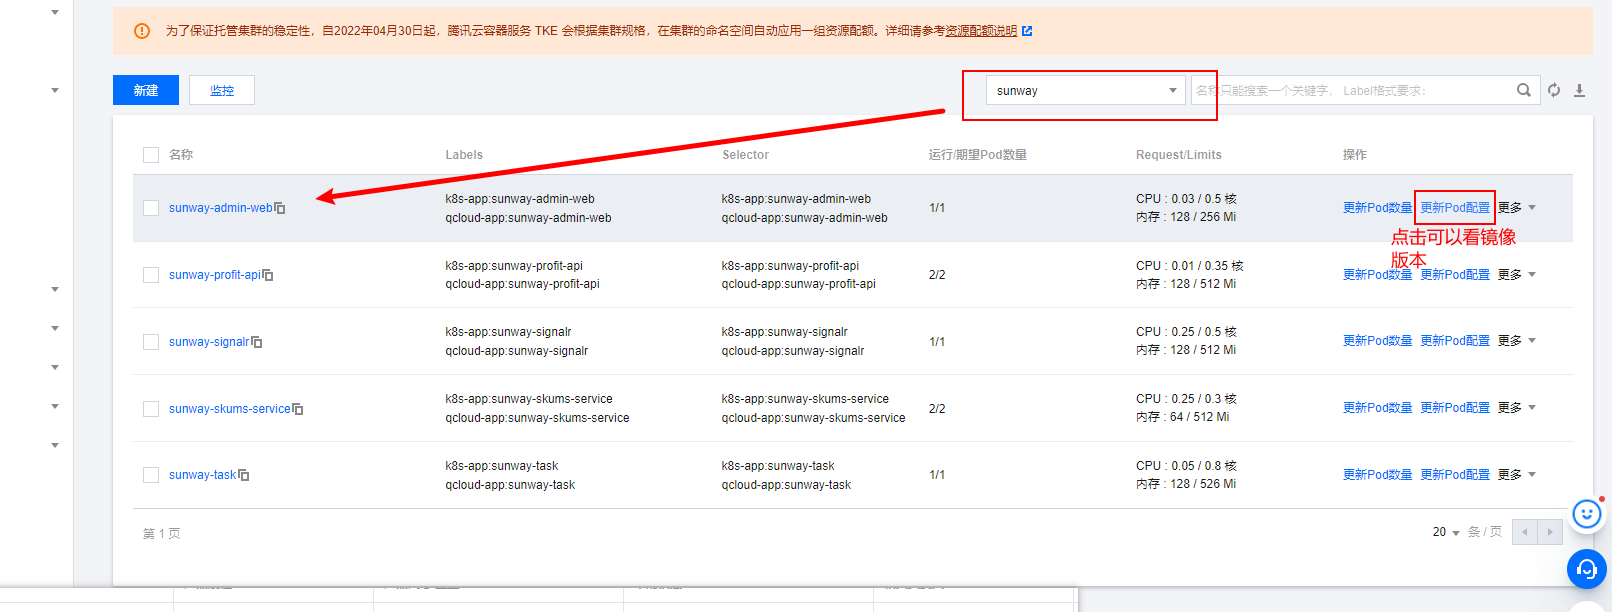 为了保证托管集群的稳定性，自2022年04月30日起，腾讯云容器服务 TKE 会根据集群规格，在集群的命名空间自动应用一组资源配额。详细请参考资源配额说明
新建 监控 sunway 名称只能搜索一个关键字， Label格式要求：
名称 Labels Selector 运行/期望Pod数量 Request/Limits 操作
k8s-app:sunway-admin-web k8s-app:sunway-admin-web CPU : 0.03 / 0.5 核
sunway-admin-web 1/1 更新Pod数量 更新Pod配置 更多
qcloud-app:sunway-admin-web qcloud-app:sunway-admin-web 内存 : 128 / 256 Mi
点击可以看镜像
版本
k8s-app:sunway-profit-api k8s-app:sunway-profit-api CPU : 0.01 / 0.35 核
sunway-profit-api 2/2 更新Pod数量 更新Pod配置 更多
qcloud-app:sunway-profit-api qcloud-app:sunway-profit-api 内存 : 128 / 512 Mi
k8s-app:sunway-signalr k8s-app:sunway-signalr CPU : 0.25 / 0.5 核
sunway-signalr 1/1 更新Pod数量 更新Pod配置 更多
qcloud-app:sunway-signalr qcloud-app:sunway-signalr 内存 : 128 / 512 Mi
k8s-app:sunway-skums-service k8s-app:sunway-skums-service CPU : 0.25 / 0.3 核
sunway-skums-service 2/2 更新Pod数量 更新Pod配置 更多
qcloud-app:sunway-skums-service qcloud-app:sunway-skums-service 内存 : 64 / 512 Mi
k8s-app:sunway-task k8s-app:sunway-task CPU : 0.05 / 0.8 核
sunway-task 1/1 更新Pod数量 更新Pod配置 更多
qcloud-app:sunway-task qcloud-app:sunway-task 内存 : 128 / 526 Mi
第 1 页 20 条 / 页